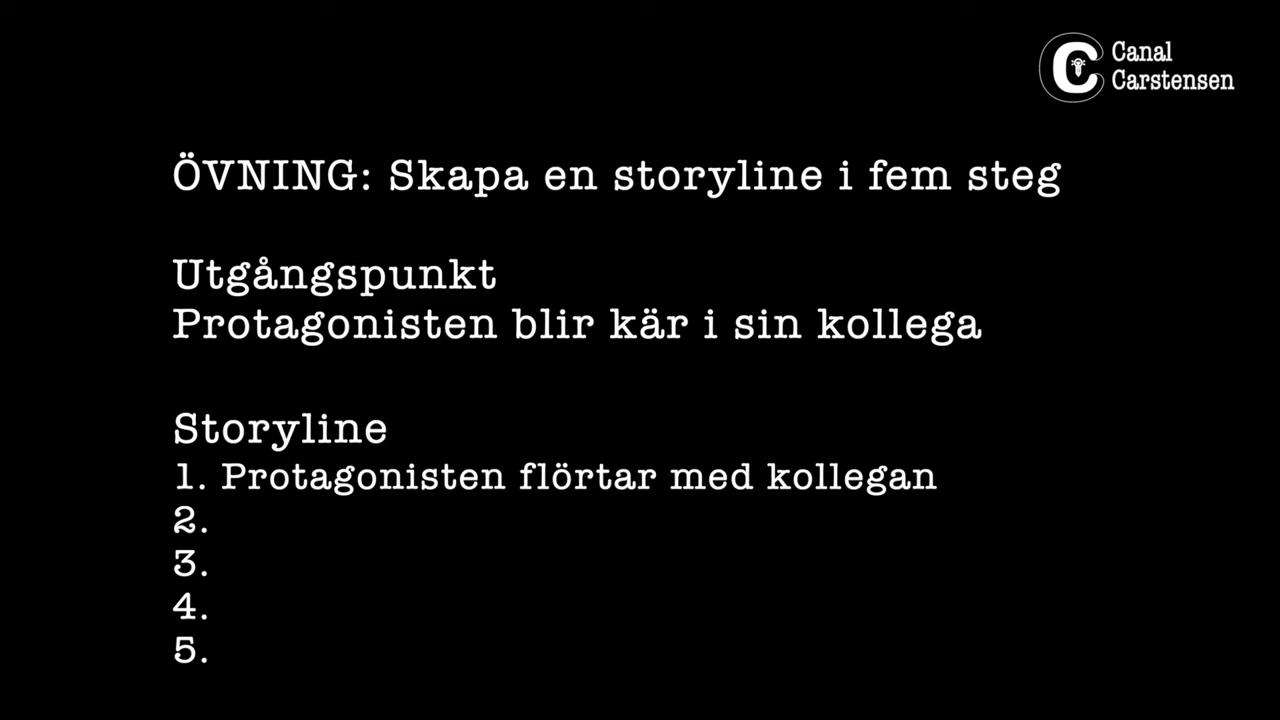 Canal
Carstensen
ÖVNING: Skapa en storyline i fem steg
Utgångspunkt
Protagonisten blir kär i sin kollega
Storyline
1. Protagonisten flörtar med kollegan
2.
3.
4.
5.